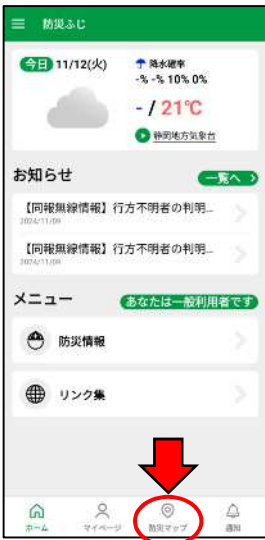 防災ふじ
今日 11/12(火)
降水確率
-% -% 10% 0%
- / 21℃
静岡地方気象台
お知らせ
一覧へ
【同報無線情報】行方不明者の判明…
2024/11/09
【同報無線情報】行方不明者の判明…
2024/11/09
メニュー
あなたは一般利用者です
防災情報
リンク集
ホーム
マイページ
防災マップ
通知